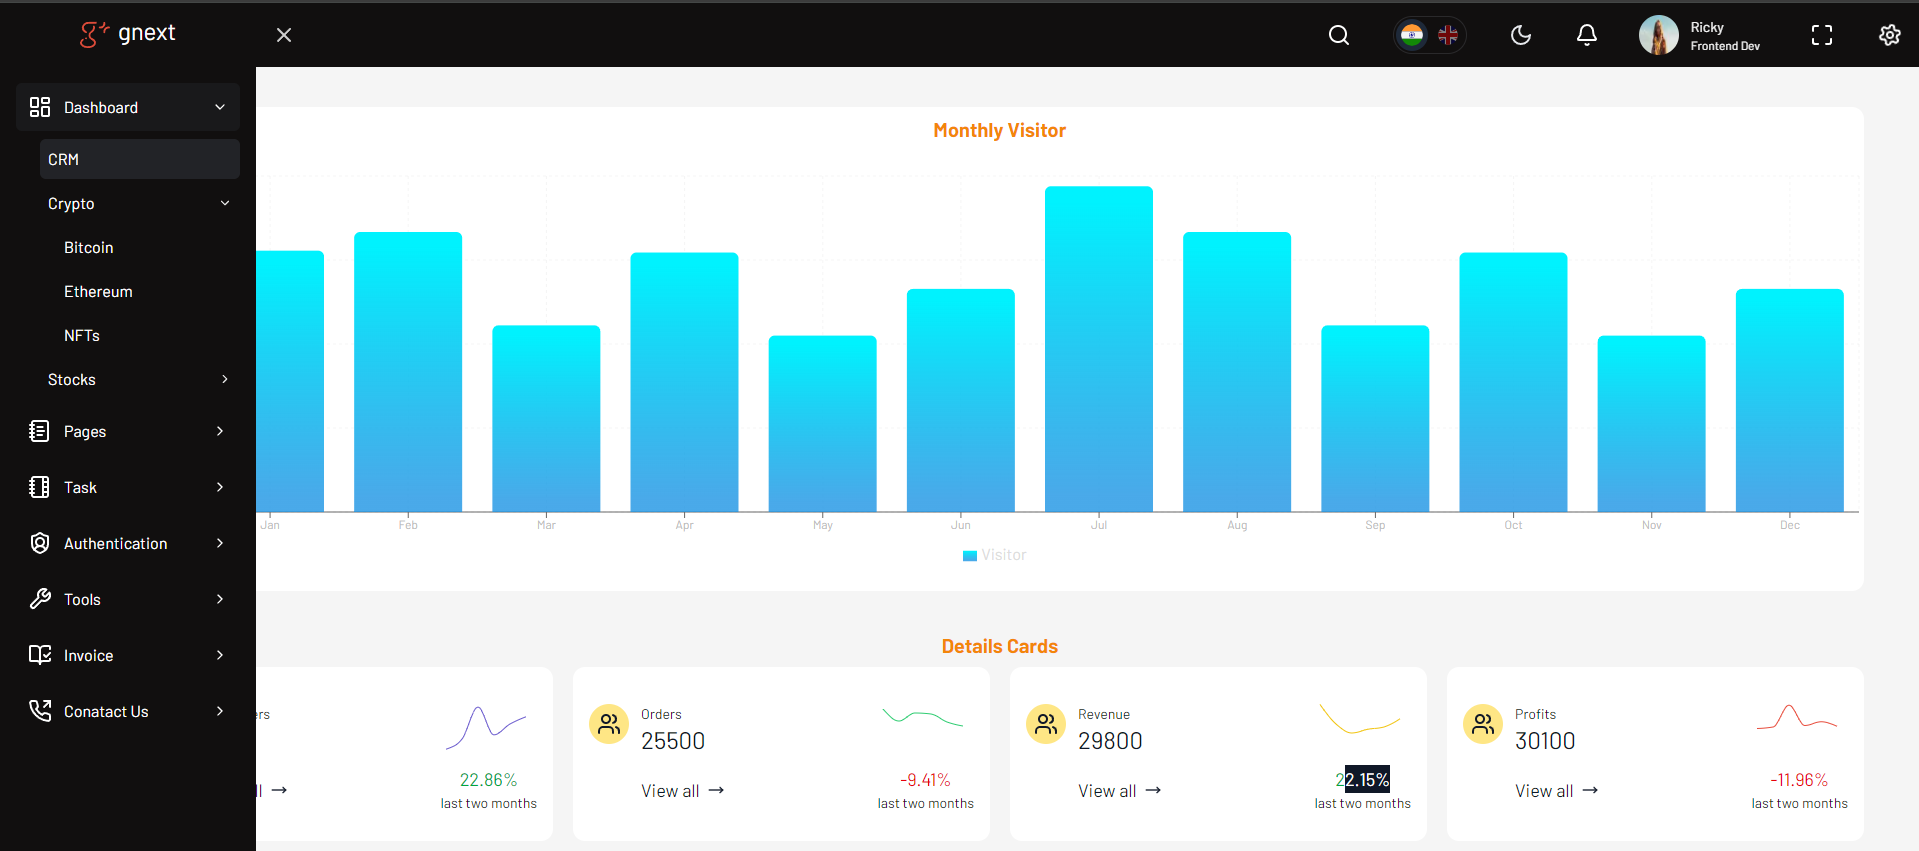 gnext
Ricky
Frontend Dev
Dashboard
CRM
Crypto
Bitcoin
Ethereum
NFTs
Stocks
Pages
Task
Authentication
Tools
Invoice
Conatact Us
Monthly Visitor
Jan Feb Mar Apr May Jun Jul Aug Sep Oct Nov Dec
Visitor
Details Cards
ers
ll →
22.86%
last two months
Orders
25500
View all →
-9.41%
last two months
Revenue
29800
View all →
22.15%
last two months
Profits
30100
View all →
-11.96%
last two months